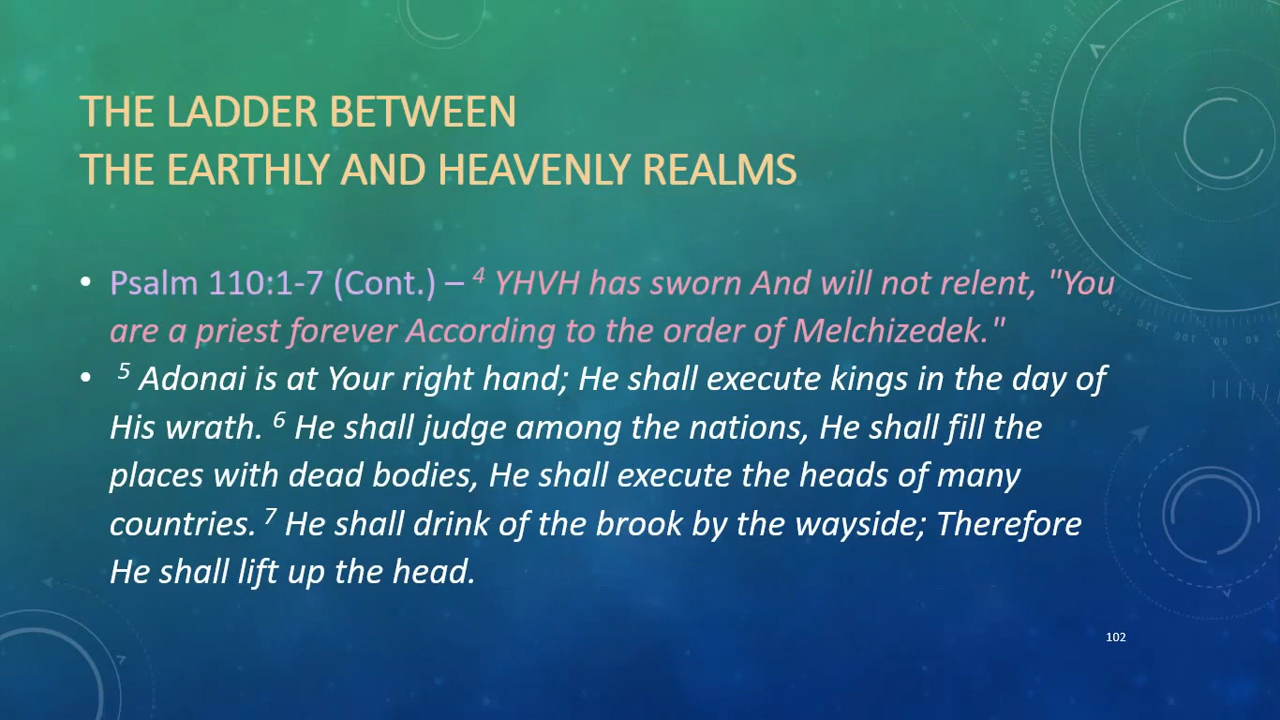 THE LADDER BETWEEN
THE EARTHLY AND HEAVENLY REALMS
• Psalm 110:1-7 (Cont.) – 4 YHVH has sworn And will not relent, "You
are a priest forever According to the order of Melchizedek."
• 5 Adonai is at Your right hand; He shall execute kings in the day of
His wrath. 6 He shall judge among the nations, He shall fill the
places with dead bodies, He shall execute the heads of many
countries. 7 He shall drink of the brook by the wayside; Therefore
He shall lift up the head.
102